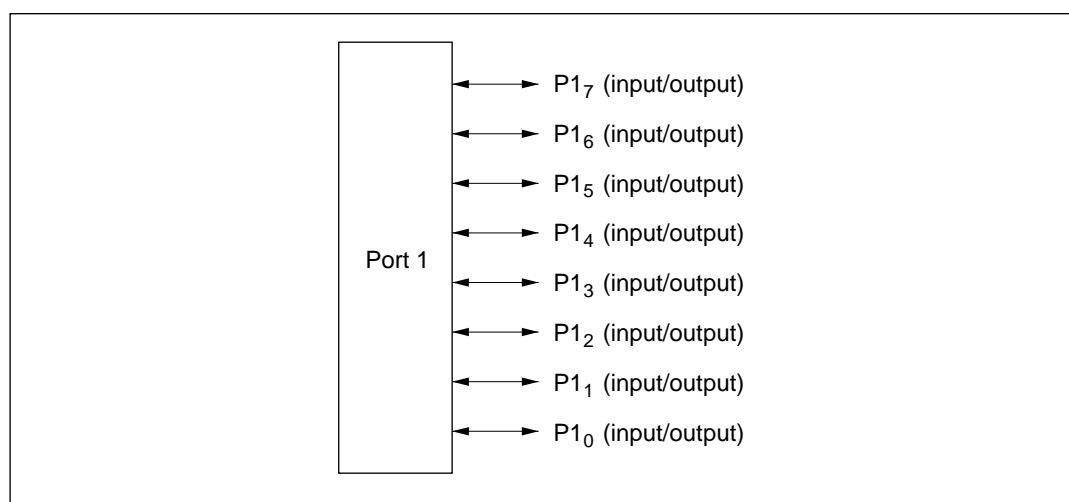 P1₇ (input/output)
P1₆ (input/output)
P1₅ (input/output)
P1₄ (input/output)
Port 1
P1₃ (input/output)
P1₂ (input/output)
P1₁ (input/output)
P1₀ (input/output)